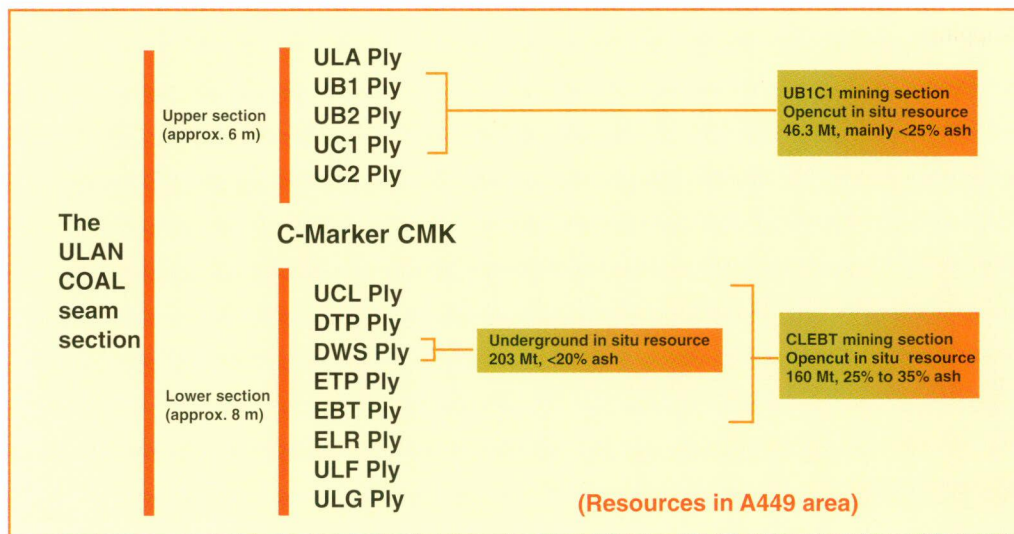 The
ULAN
COAL
seam
section
Upper section
(approx. 6 m)
ULA Ply
UB1 Ply
UB2 Ply
UC1 Ply
UC2 Ply
UB1C1 mining section
Opencut in situ resource
46.3 Mt, mainly <25% ash
C-Marker CMK
Lower section
(approx. 8 m)
UCL Ply
DTP Ply
DWS Ply
ETP Ply
EBT Ply
ELR Ply
ULF Ply
ULG Ply
Underground in situ resource
203 Mt, <20% ash
CLEBT mining section
Opencut in situ resource
160 Mt, 25% to 35% ash
(Resources in A449 area)